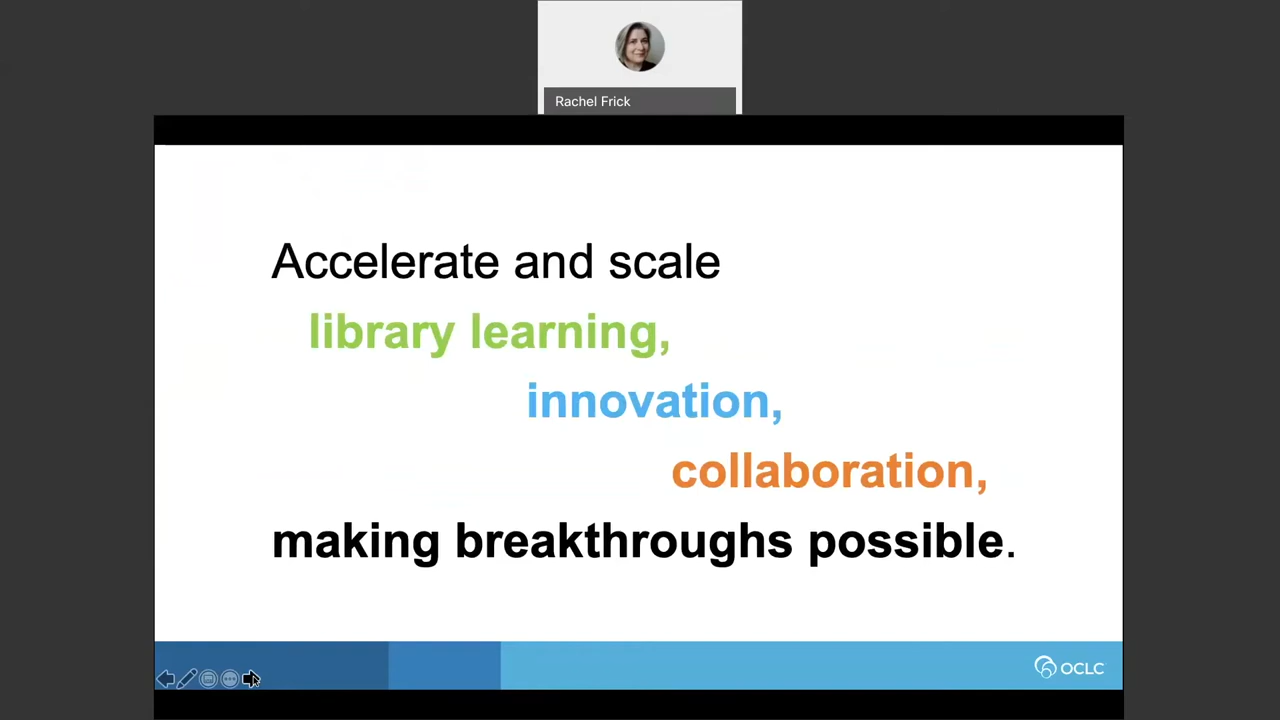 Rachel Frick
Accelerate and scale
library learning,
innovation,
collaboration,
making breakthroughs possible.
OCLC